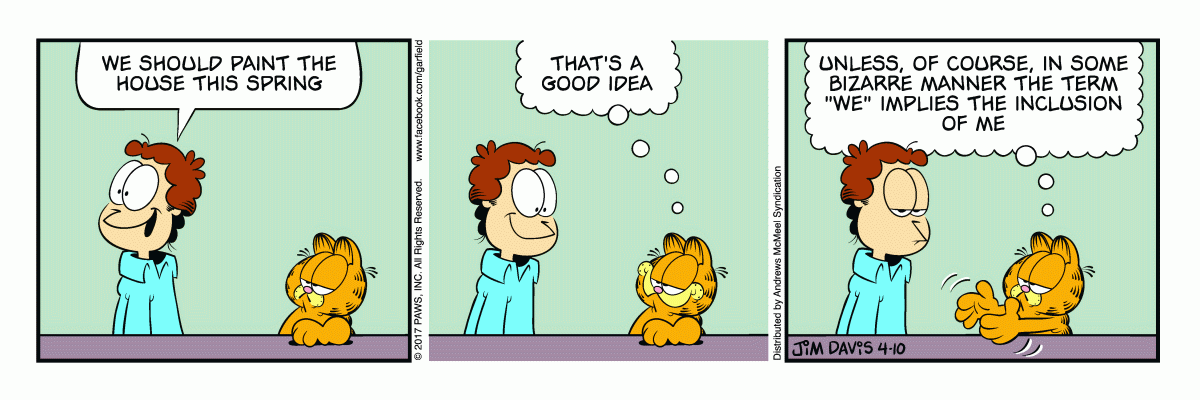 WE SHOULD PAINT THE
HOUSE THIS SPRING
© 2017 PAWS, INC. All Rights Reserved. www.facebook.com/garfield
THAT'S A
GOOD IDEA
Distributed by Andrews McMeel Syndication
UNLESS, OF COURSE, IN SOME
BIZARRE MANNER THE TERM
"WE" IMPLIES THE INCLUSION
OF ME
JIM DAVIS 4-10